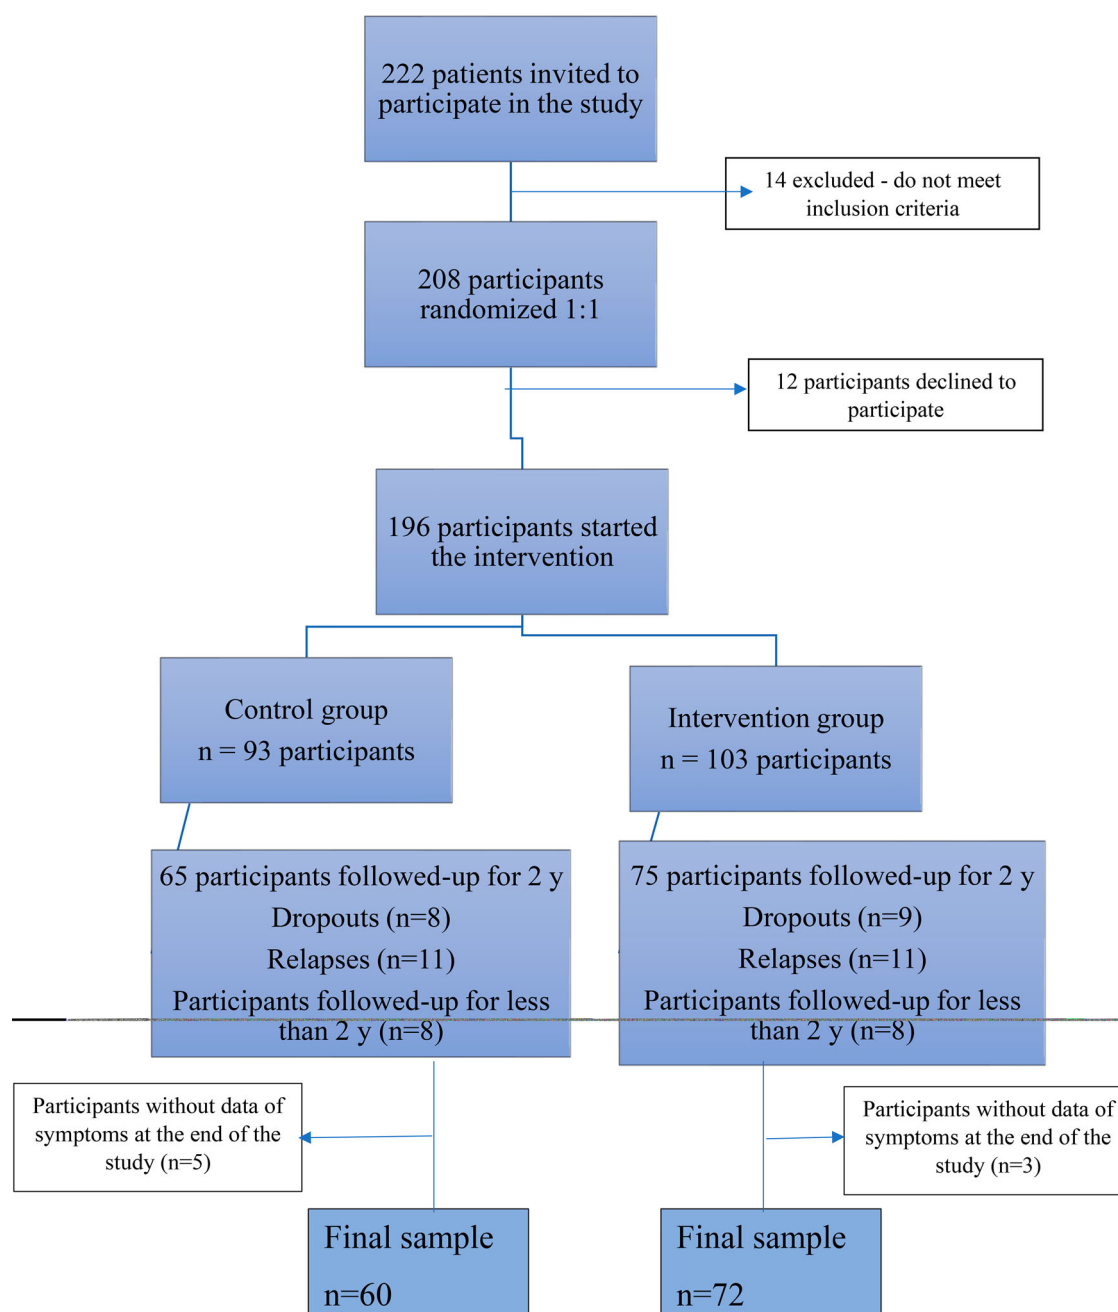 222 patients invited to
participate in the study
14 excluded - do not meet
inclusion criteria
208 participants
randomized 1:1
12 participants declined to
participate
196 participants started
the intervention
Control group
n = 93 participants
Intervention group
n = 103 participants
65 participants followed-up for 2 y
Dropouts (n=8)
Relapses (n=11)
Participants followed-up for less
than 2 y (n=8)
75 participants followed-up for 2 y
Dropouts (n=9)
Relapses (n=11)
Participants followed-up for less
than 2 y (n=8)
Participants without data of
symptoms at the end of the
study (n=5)
Participants without data of
symptoms at the end of the
study (n=3)
Final sample
n=60
Final sample
n=72